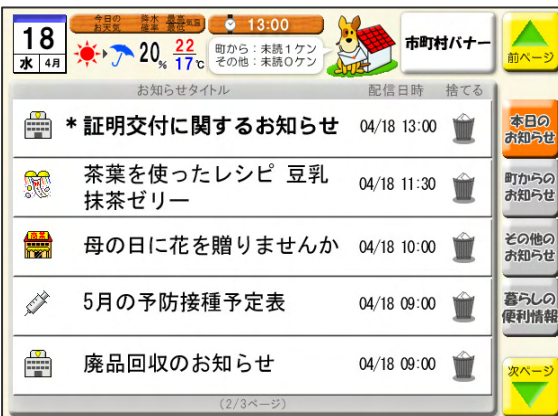 18
水 4月
今日のお天気
降水確率
最高最低気温
20%
22
17℃
13:00
町から：未読1ケン
その他：未読0ケン
市町村バナー
前ページ
お知らせタイトル 配信日時 捨てる
*証明交付に関するお知らせ 04/18 13:00
茶葉を使ったレシピ 豆乳
抹茶ゼリー 04/18 11:30
母の日に花を贈りませんか 04/18 10:00
5月の予防接種予定表 04/18 09:00
廃品回収のお知らせ 04/18 09:00
(2/3ページ)
本日の
お知らせ
町からの
お知らせ
その他の
お知らせ
暮らしの
便利情報
次ページ